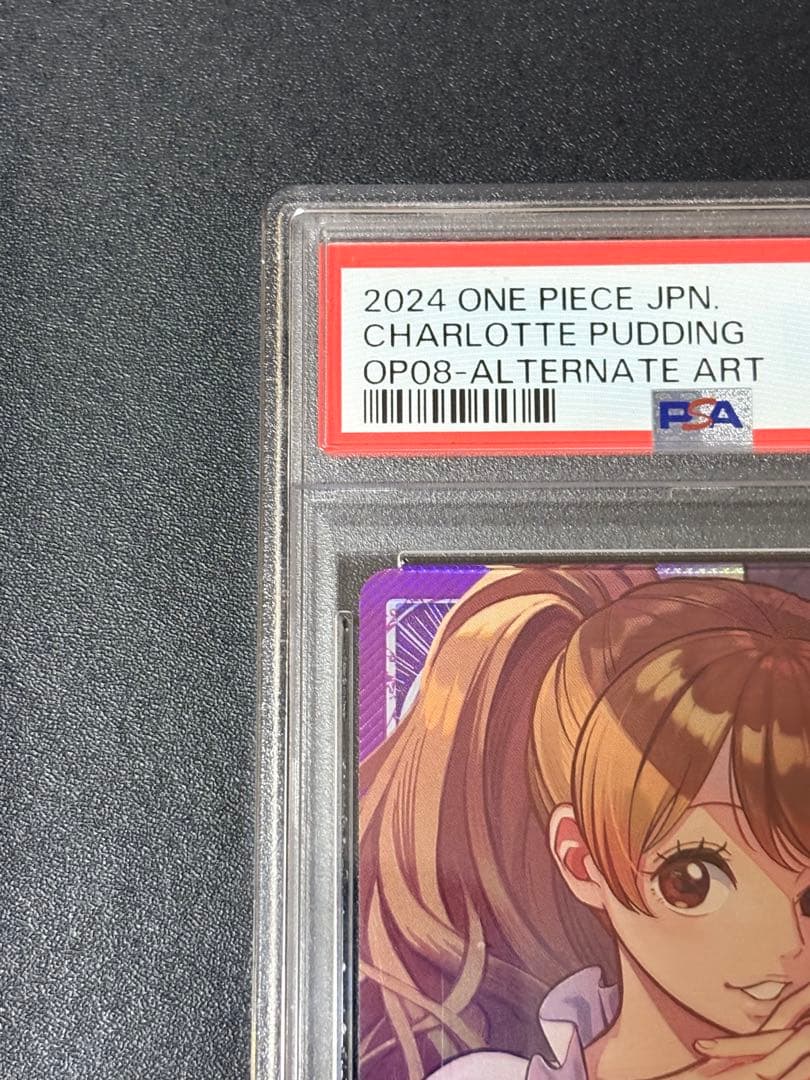 2024 ONE PIECE JPN.
CHARLOTTE PUDDING
OP08-ALTERNATE ART
PSA